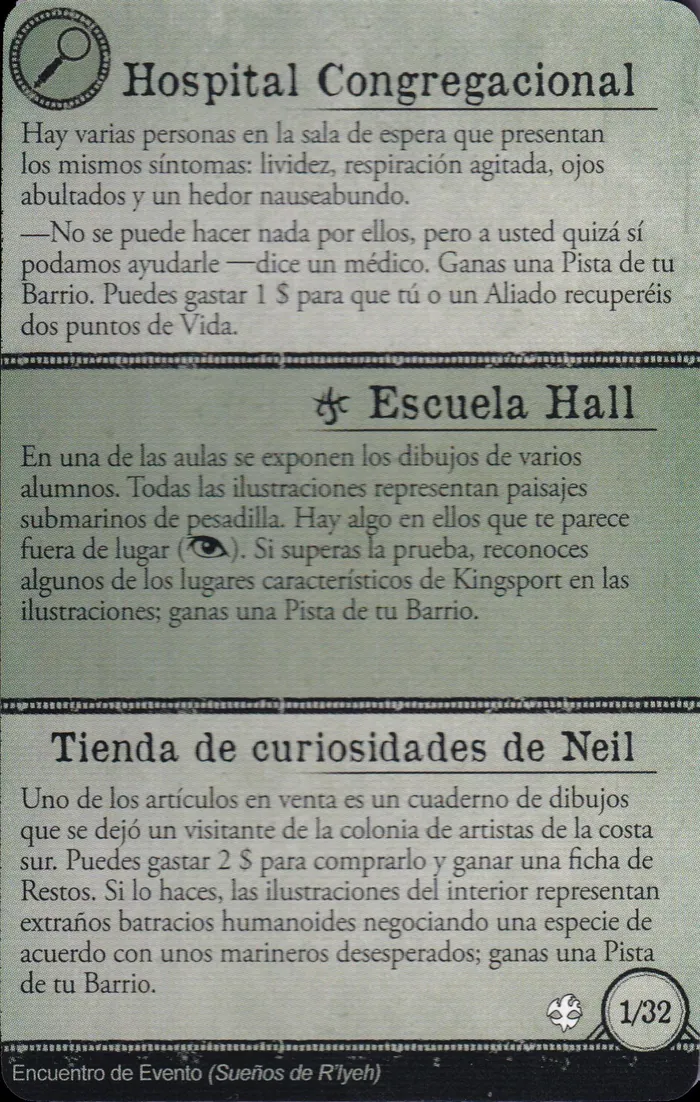 Hospital Congregacional
Hay varias personas en la sala de espera que presentan
los mismos síntomas: lividez, respiración agitada, ojos
abultados y un hedor nauseabundo.
—No se puede hacer nada por ellos, pero a usted quizá sí
podamos ayudarle —dice un médico. Ganas una Pista de tu
Barrio. Puedes gastar 1 $ para que tú o un Aliado recuperéis
dos puntos de Vida.
Escuela Hall
En una de las aulas se exponen los dibujos de varios
alumnos. Todas las ilustraciones representan paisajes
submarinos de pesadilla. Hay algo en ellos que te parece
fuera de lugar (). Si superas la prueba, reconoces
algunos de los lugares característicos de Kingsport en las
ilustraciones; ganas una Pista de tu Barrio.
Tienda de curiosidades de Neil
Uno de los artículos en venta es un cuaderno de dibujos
que se dejó un visitante de la colonia de artistas de la costa
sur. Puedes gastar 2 $ para comprarlo y ganar una ficha de
Restos. Si lo haces, las ilustraciones del interior representan
extraños batracios humanoides negociando una especie de
acuerdo con unos marineros desesperados; ganas una Pista
de tu Barrio.
1/32
Encuentro de Evento (Sueños de R'lyeh)